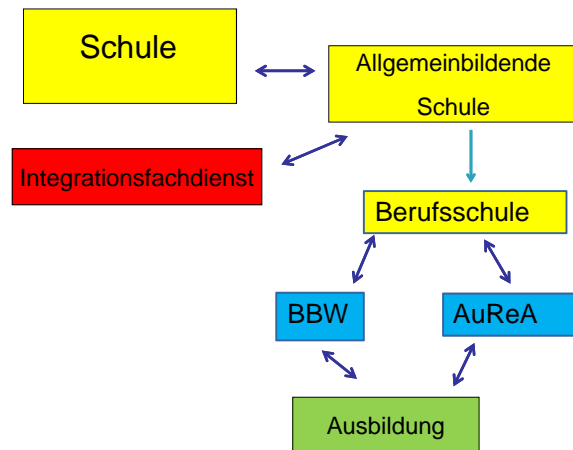 Schule
Allgemeinbildende
Schule
Integrationsfachdienst
Berufsschule
BBW
AuReA
Ausbildung